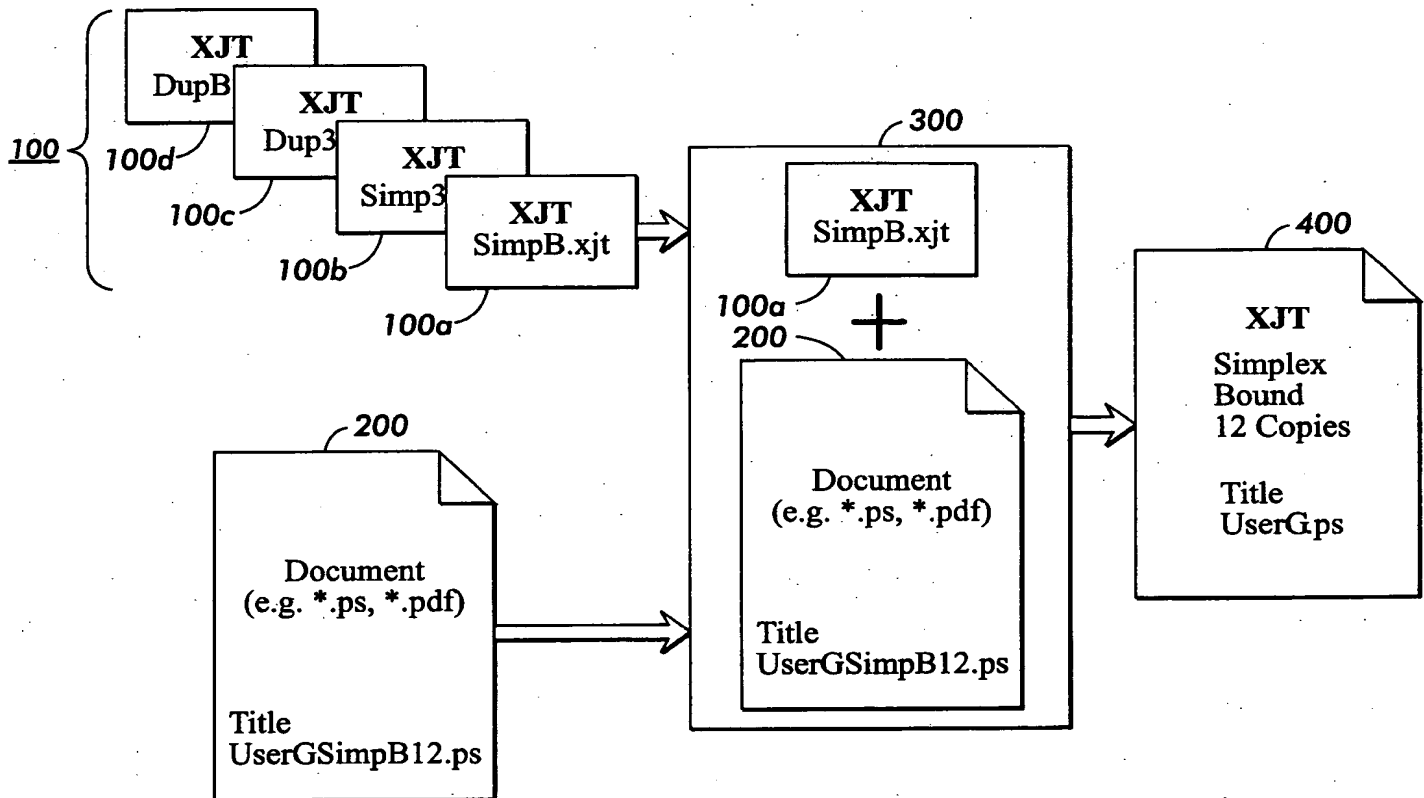 100
XJT
DupB
100d
XJT
Dup3
100c
XJT
Simp3
100b
XJT
SimpB.xjt
100a
200
Document
(e.g. *.ps, *.pdf)
Title
UserGSimpB12.ps
300
XJT
SimpB.xjt
100a
200
Document
(e.g. *.ps, *.pdf)
Title
UserGSimpB12.ps
400
XJT
Simplex
Bound
12 Copies
Title
UserG.ps